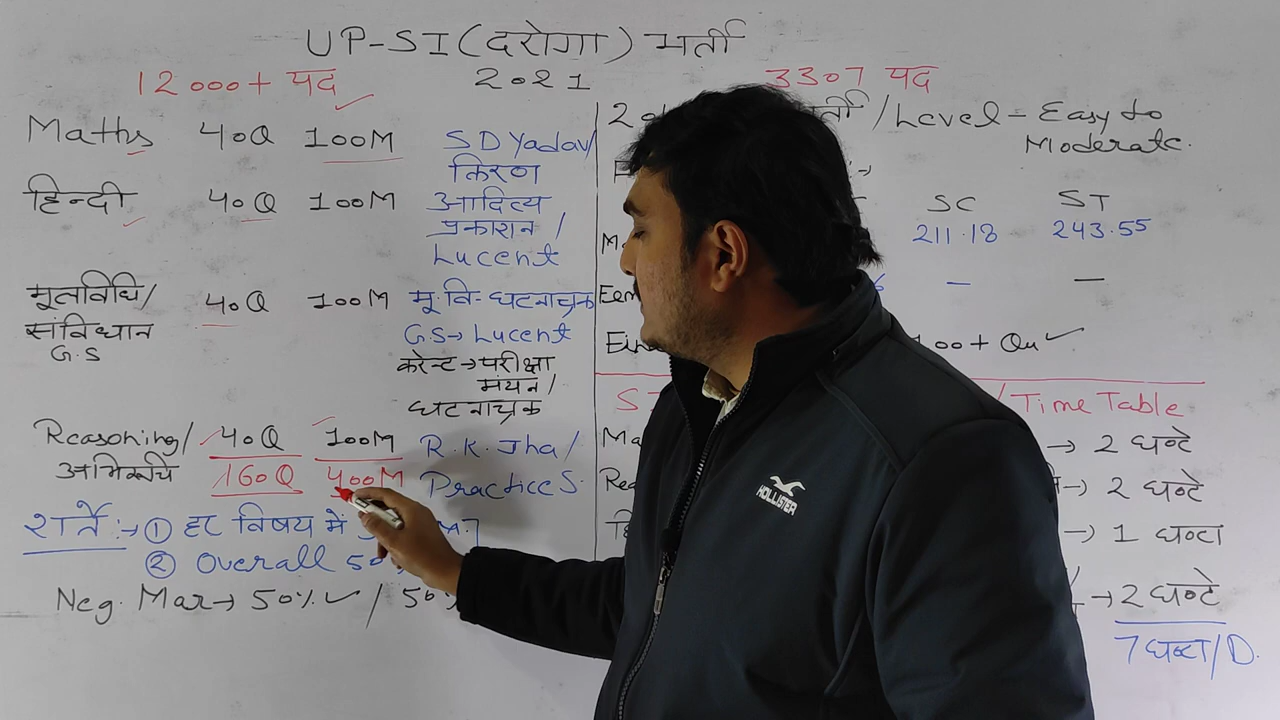 UP-SI (दरोगा) भर्ती
12000+ पद 2021 3307 पद
Maths 40Q 100M SD Yadav/
किरण
हिन्दी 40Q 100M आदित्य
प्रकाशन /
Lucent
मूलविधि/ 40Q 100M मू.वि-घटनाचक्र
संविधान G.S→ Lucent
G.S
करेन्ट→परीक्षा
मंथन/
घटनाचक्र
Reasoning/ 40Q 100M R.K. Jha/
अभिरूचि 160Q 400M Practice S.
शर्ते :→ ① हर विषय में
② Overall 50
Neg. Mar→ 50% ✓ / 50%
/Level - Easy to
Moderate.
SC ST
211.18 243.55
— —
00+ Qu ✓
/Time Table
→ 2 घण्टे
→ 2 घण्टे
→ 1 घण्टा
→ 2 घण्टे
7 घण्टा/D.
HOLLISTER